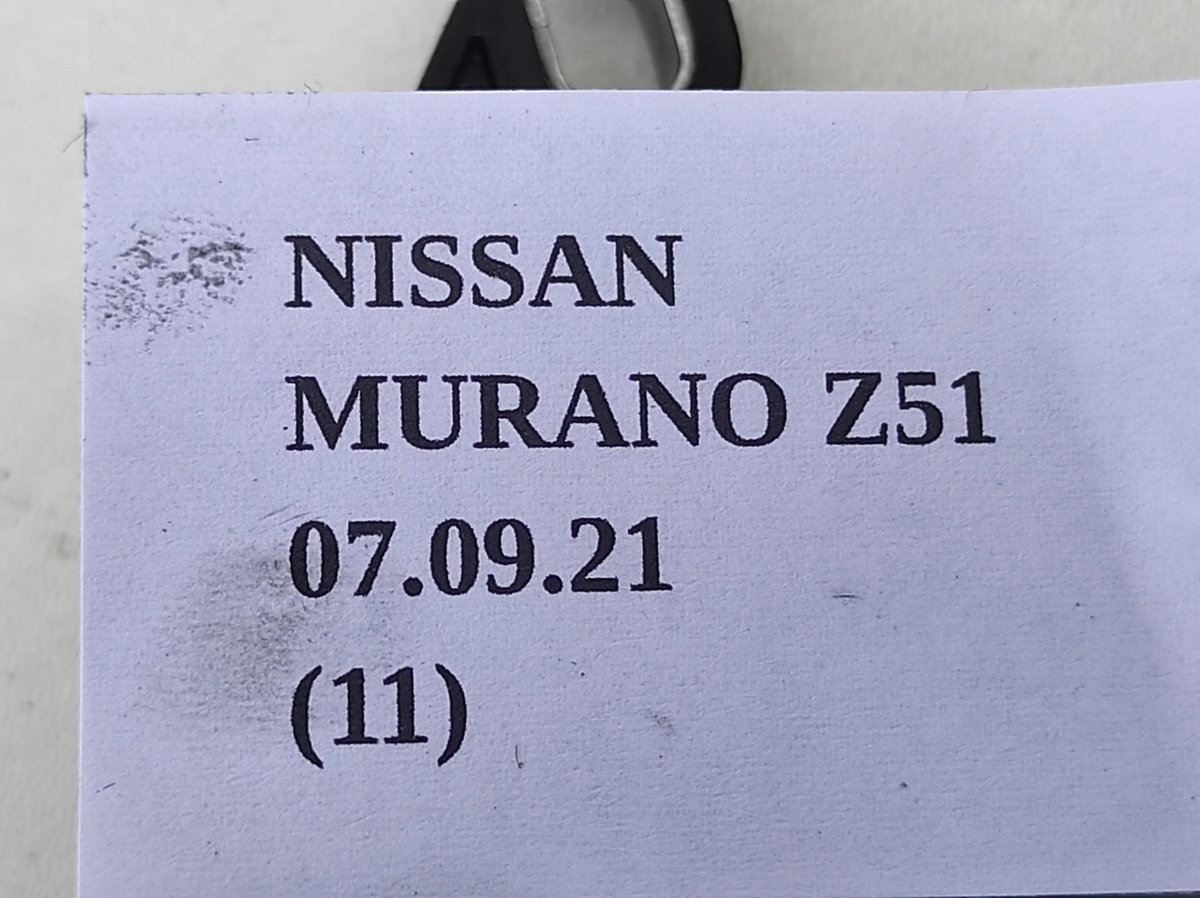 NISSAN
MURANO Z51
07.09.21
(11)